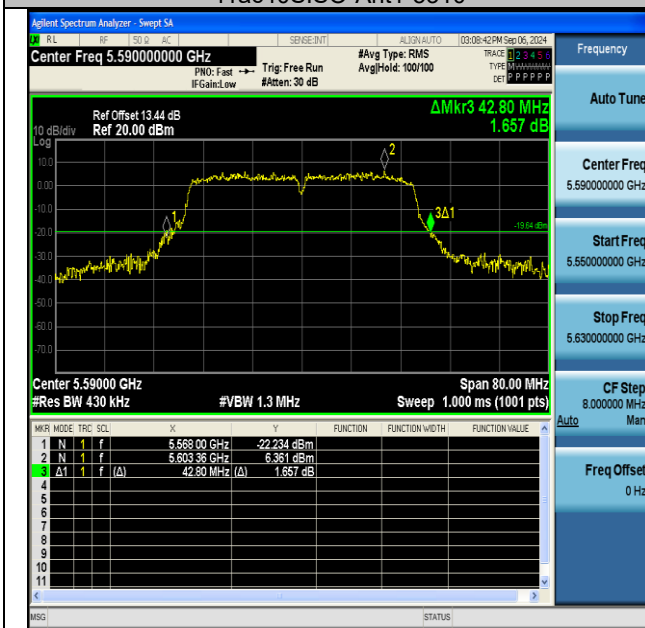 Agilent Spectrum Analyzer - Swept SA
RL RF 50 Ω AC SENSE:INT ALIGN AUTO 03:08:42 PM Sep 06, 2024
Center Freq 5.590000000 GHz
PNO: Fast
IFGain:Low
Trig: Free Run
#Atten: 30 dB
#Avg Type: RMS
Avg|Hold: 100/100
TRACE 1 2 3 4 5 6
TYPE M
DET P P P P P P
Ref Offset 13.44 dB
10 dB/div Ref 20.00 dBm
Log
ΔMkr3 42.80 MHz
1.657 dB
10.0
0.00
-10.0
-20.0
-30.0
-40.0
-50.0
-60.0
-70.0
1
2
3Δ1
-19.64 dBm
Center 5.59000 GHz Span 80.00 MHz
#Res BW 430 kHz #VBW 1.3 MHz Sweep 1.000 ms (1001 pts)
MKR MODE TRC SCL X Y FUNCTION FUNCTION WIDTH FUNCTION VALUE
1 N 1 f 5.568 00 GHz -22.234 dBm
2 N 1 f 5.603 36 GHz 6.361 dBm
3 Δ1 1 f (Δ) 42.80 MHz (Δ) 1.657 dB
4
5
6
7
8
9
10
11
MSG STATUS
Frequency
Auto Tune
Center Freq
5.590000000 GHz
Start Freq
5.550000000 GHz
Stop Freq
5.630000000 GHz
CF Step
8.000000 MHz
Auto Man
Freq Offset
0 Hz